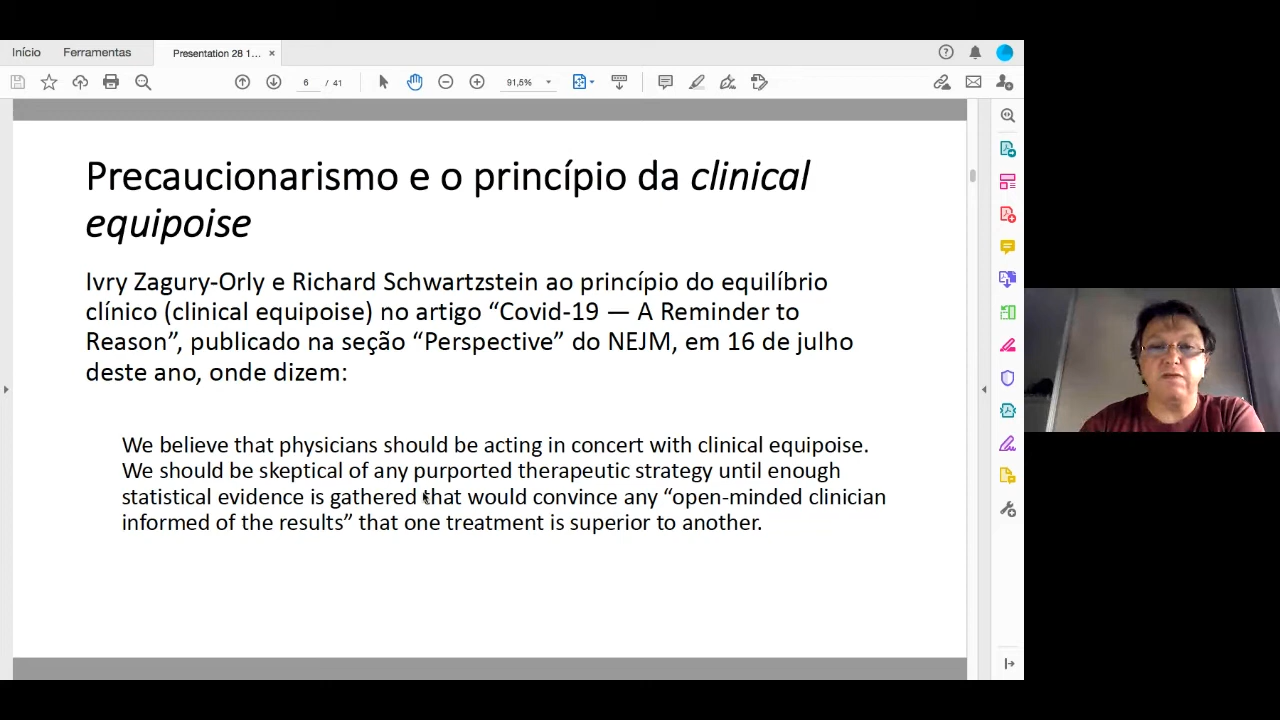 Início Ferramentas Presentation 28 1... ×
6 / 41 91,5%
Precaucionarismo e o princípio da clinical
equipoise
Ivry Zagury-Orly e Richard Schwartzstein ao princípio do equilíbrio
clínico (clinical equipoise) no artigo “Covid-19 — A Reminder to
Reason”, publicado na seção “Perspective” do NEJM, em 16 de julho
deste ano, onde dizem:
We believe that physicians should be acting in concert with clinical equipoise.
We should be skeptical of any purported therapeutic strategy until enough
statistical evidence is gathered that would convince any “open-minded clinician
informed of the results” that one treatment is superior to another.